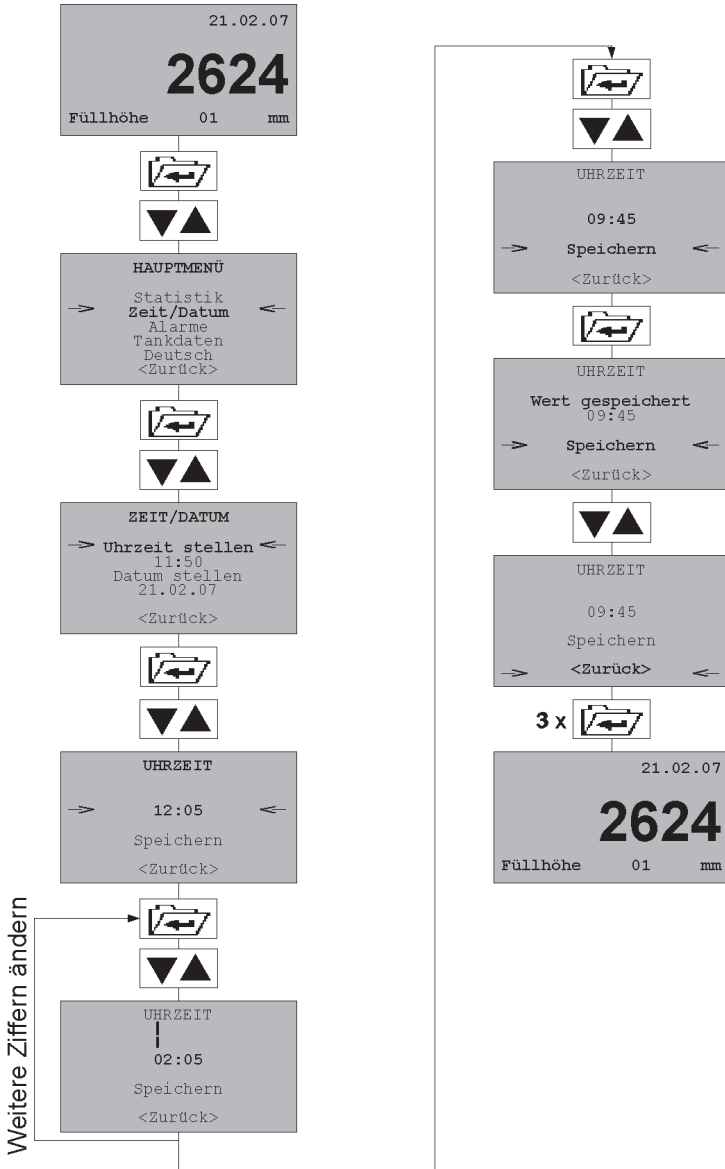 21.02.07
2624
Füllhöhe 01 mm
HAUPTMENÜ
Statistik
Zeit/Datum
Alarme
Tankdaten
Deutsch
<Zurück>
ZEIT/DATUM
Uhrzeit stellen
11:50
Datum stellen
21.02.07
<Zurück>
UHRZEIT
12:05
Speichern
<Zurück>
Weitere Ziffern ändern
UHRZEIT
02:05
Speichern
<Zurück>
UHRZEIT
09:45
Speichern
<Zurück>
UHRZEIT
Wert gespeichert
09:45
Speichern
<Zurück>
UHRZEIT
09:45
Speichern
<Zurück>
3 x
21.02.07
2624
Füllhöhe 01 mm